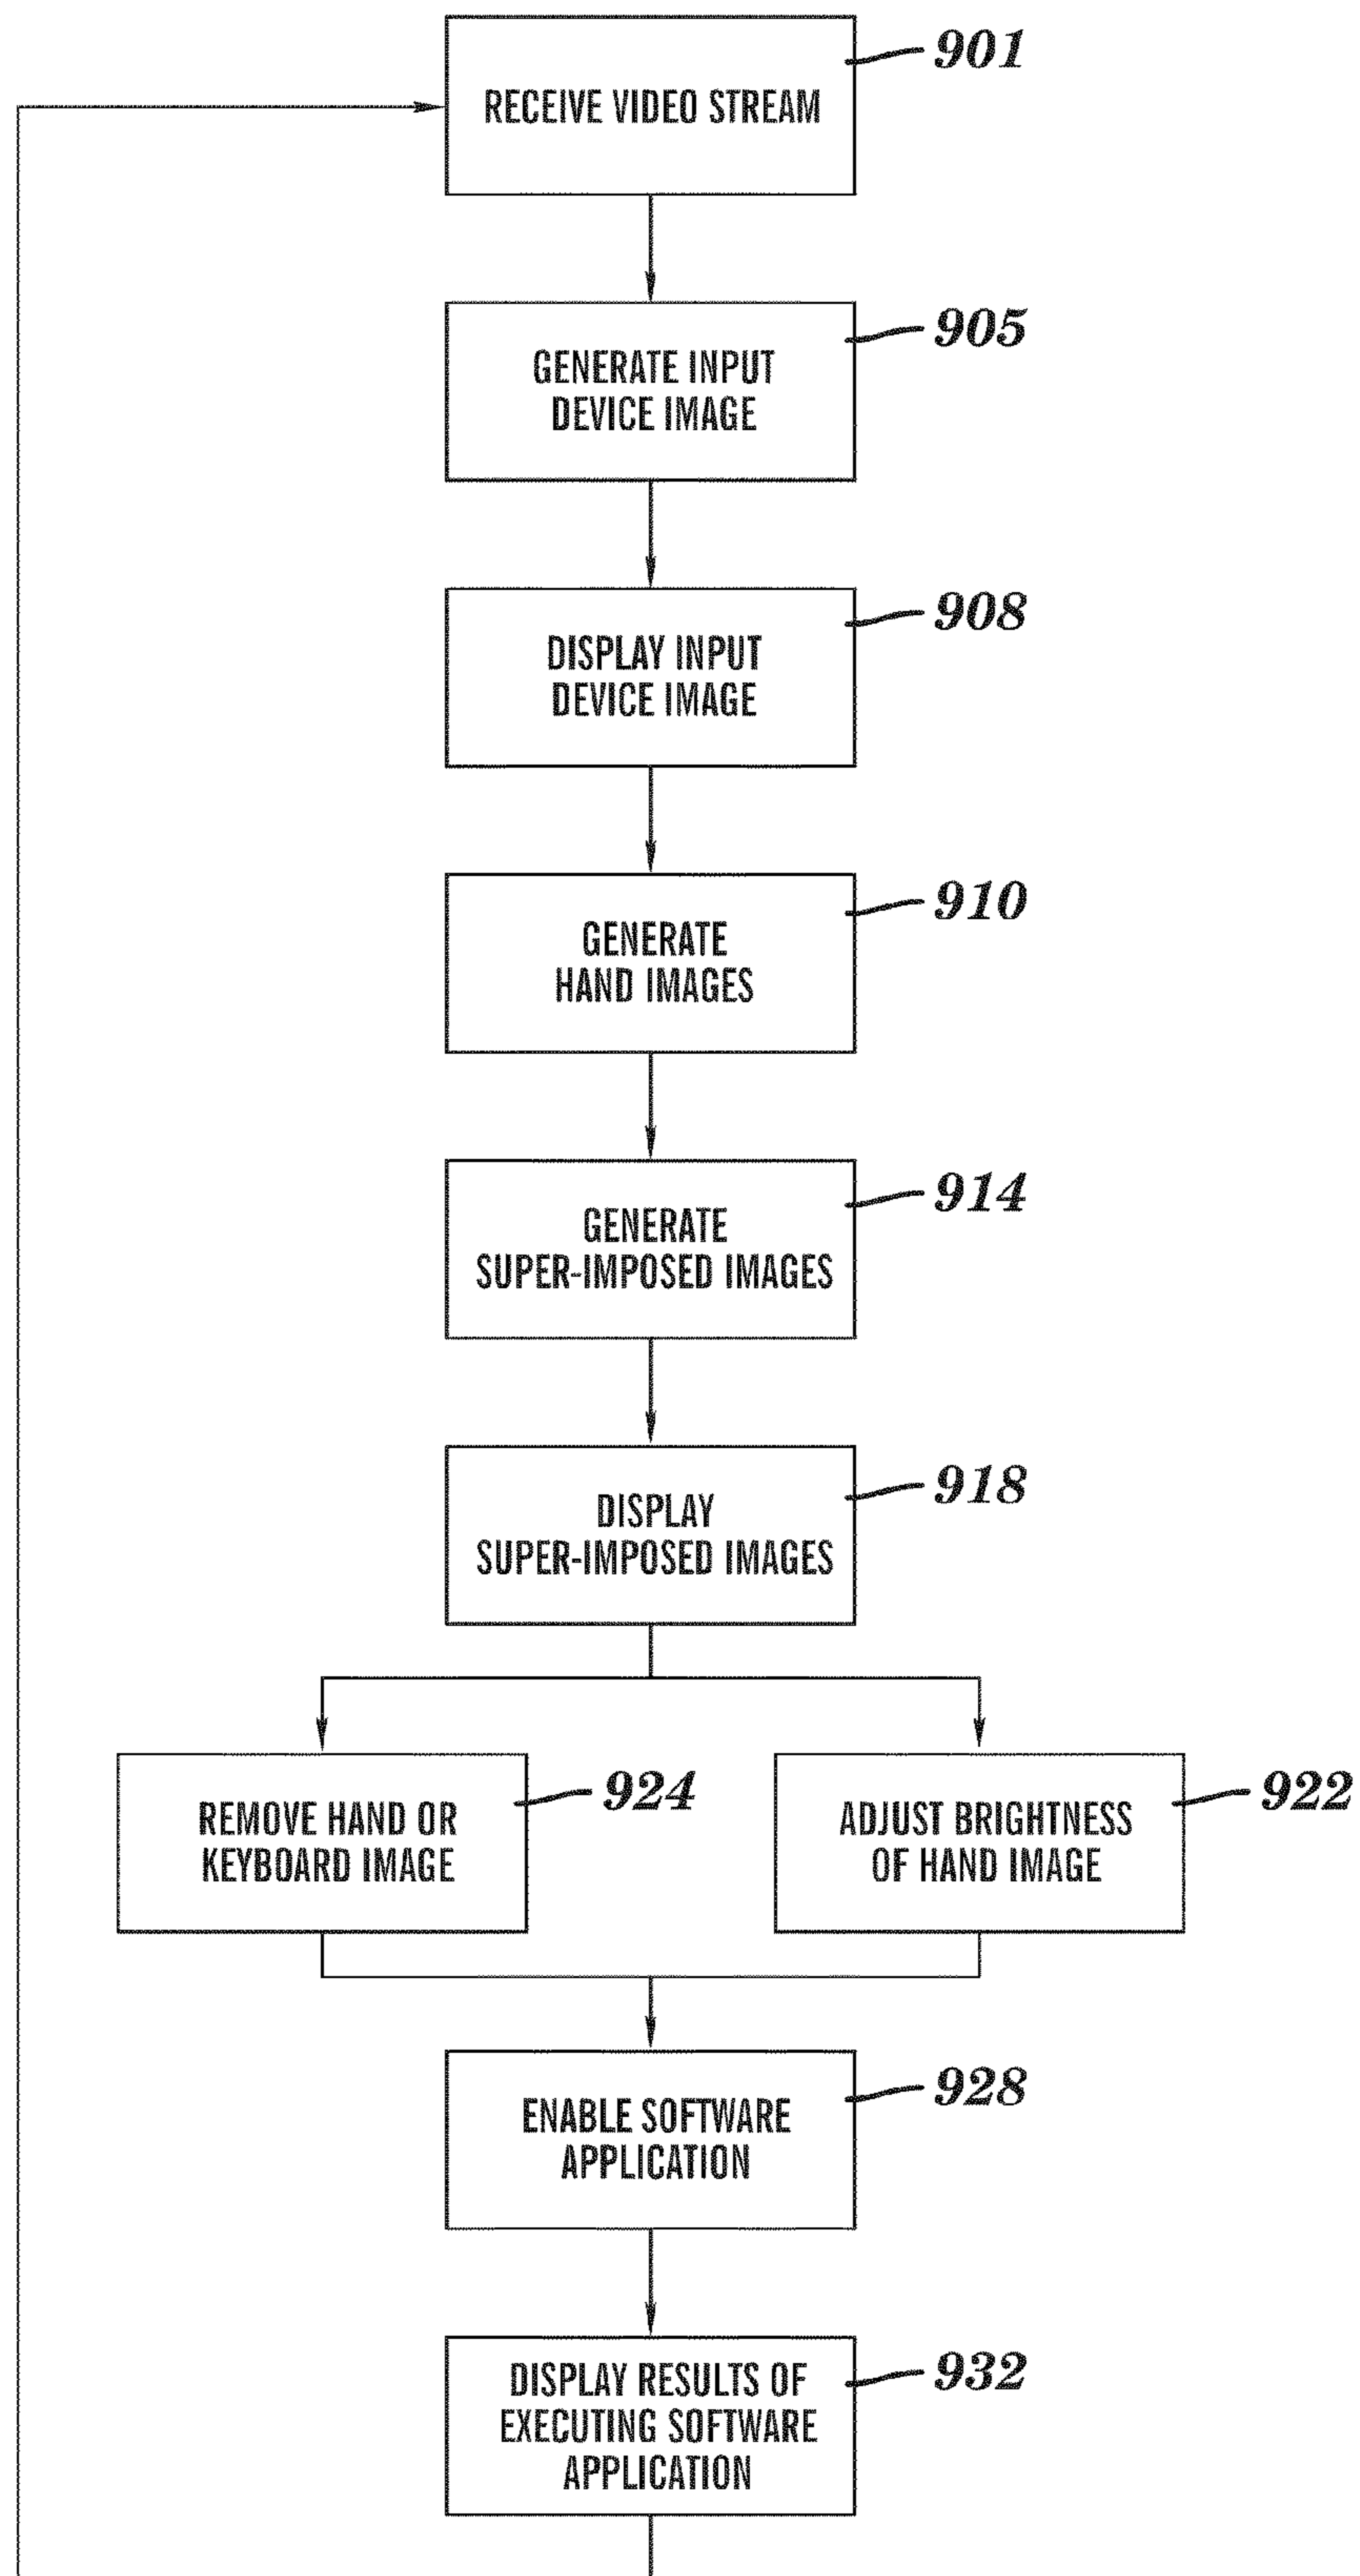 901
RECEIVE VIDEO STREAM
905
GENERATE INPUT
DEVICE IMAGE
908
DISPLAY INPUT
DEVICE IMAGE
910
GENERATE
HAND IMAGES
914
GENERATE
SUPER-IMPOSED IMAGES
918
DISPLAY
SUPER-IMPOSED IMAGES
924
REMOVE HAND OR
KEYBOARD IMAGE
922
ADJUST BRIGHTNESS
OF HAND IMAGE
928
ENABLE SOFTWARE
APPLICATION
932
DISPLAY RESULTS OF
EXECUTING SOFTWARE
APPLICATION